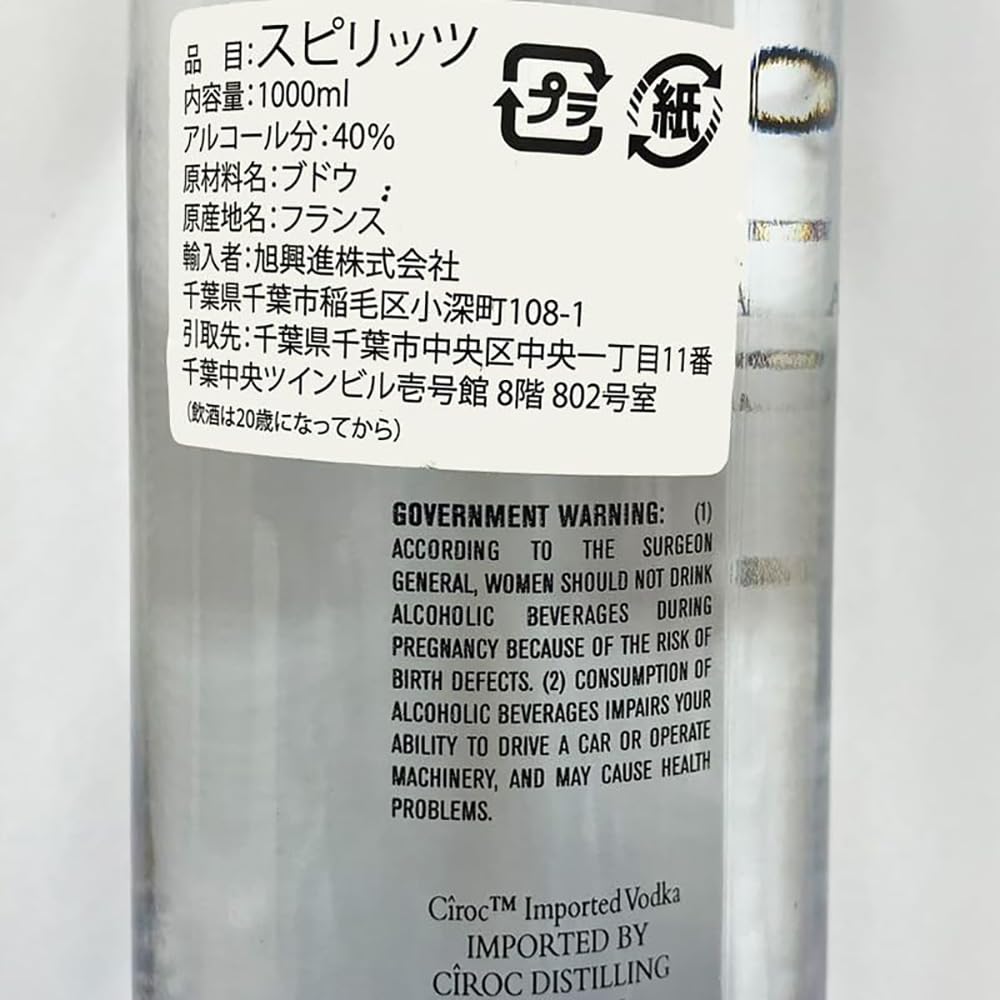 品 目:スピリッツ
内容量:1000ml
アルコール分:40%
原材料名:ブドウ
原産地名:フランス
輸入者:旭興進株式会社
千葉県千葉市稲毛区小深町108-1
引取先:千葉県千葉市中央区中央一丁目11番
千葉中央ツインビル壱号館 8階 802号室
(飲酒は20歳になってから)
プラ
紙
GOVERNMENT WARNING: (1)
ACCORDING TO THE SURGEON
GENERAL, WOMEN SHOULD NOT DRINK
ALCOHOLIC BEVERAGES DURING
PREGNANCY BECAUSE OF THE RISK OF
BIRTH DEFECTS. (2) CONSUMPTION OF
ALCOHOLIC BEVERAGES IMPAIRS YOUR
ABILITY TO DRIVE A CAR OR OPERATE
MACHINERY, AND MAY CAUSE HEALTH
PROBLEMS.
Cîroc™ Imported Vodka
IMPORTED BY
CÎROC DISTILLING